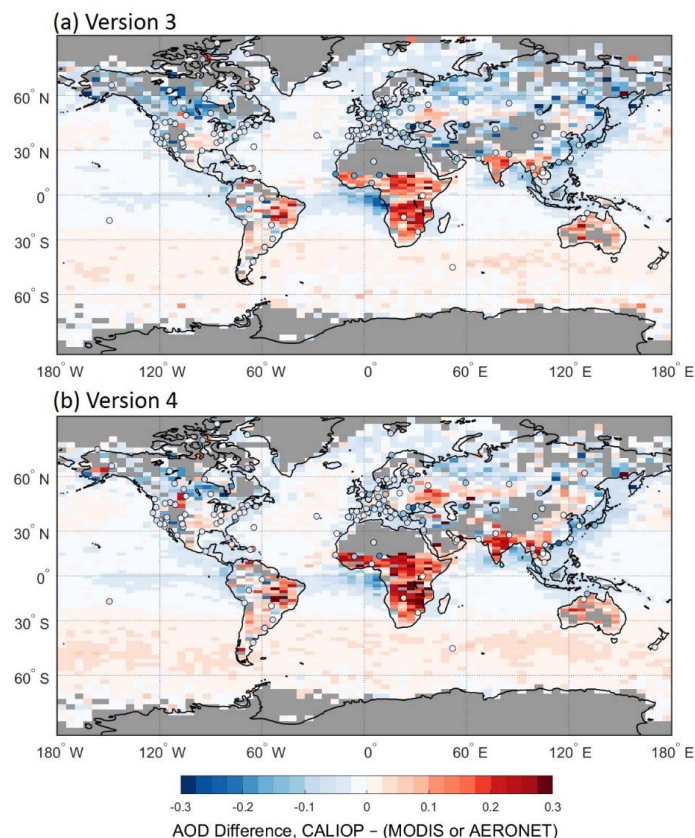 (a) Version 3
60° N
30° N
0°
30° S
60° S
180° W 120° W 60° W 0° 60° E 120° E 180° E
(b) Version 4
60° N
30° N
0°
30° S
60° S
180° W 120° W 60° W 0° 60° E 120° E 180° E
-0.3 -0.2 -0.1 0 0.1 0.2 0.3
AOD Difference, CALIOP – (MODIS or AERONET)